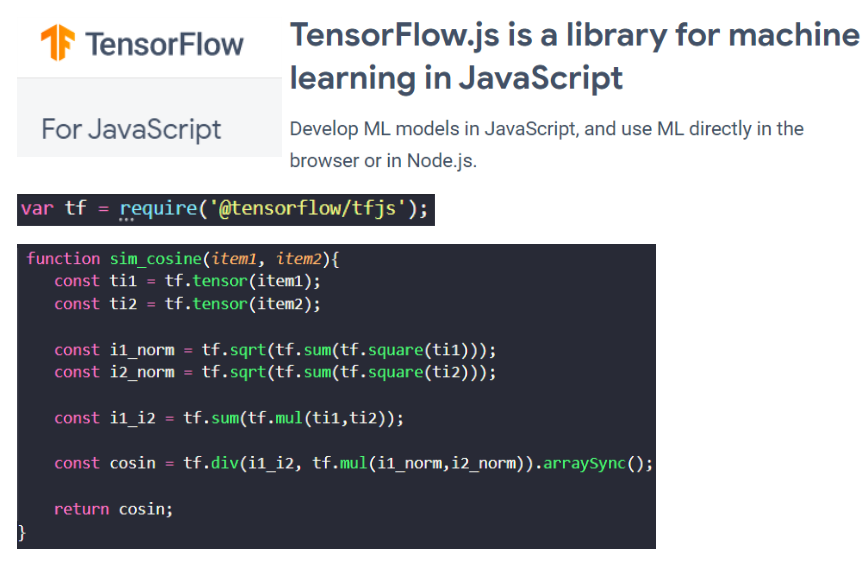 TensorFlow
For JavaScript
TensorFlow.js is a library for machine
learning in JavaScript
Develop ML models in JavaScript, and use ML directly in the
browser or in Node.js.
var tf = require('@tensorflow/tfjs');
function sim_cosine(item1, item2){
const ti1 = tf.tensor(item1);
const ti2 = tf.tensor(item2);
const i1_norm = tf.sqrt(tf.sum(tf.square(ti1)));
const i2_norm = tf.sqrt(tf.sum(tf.square(ti2)));
const i1_i2 = tf.sum(tf.mul(ti1,ti2));
const cosin = tf.div(i1_i2, tf.mul(i1_norm,i2_norm)).arraySync();
return cosin;
}